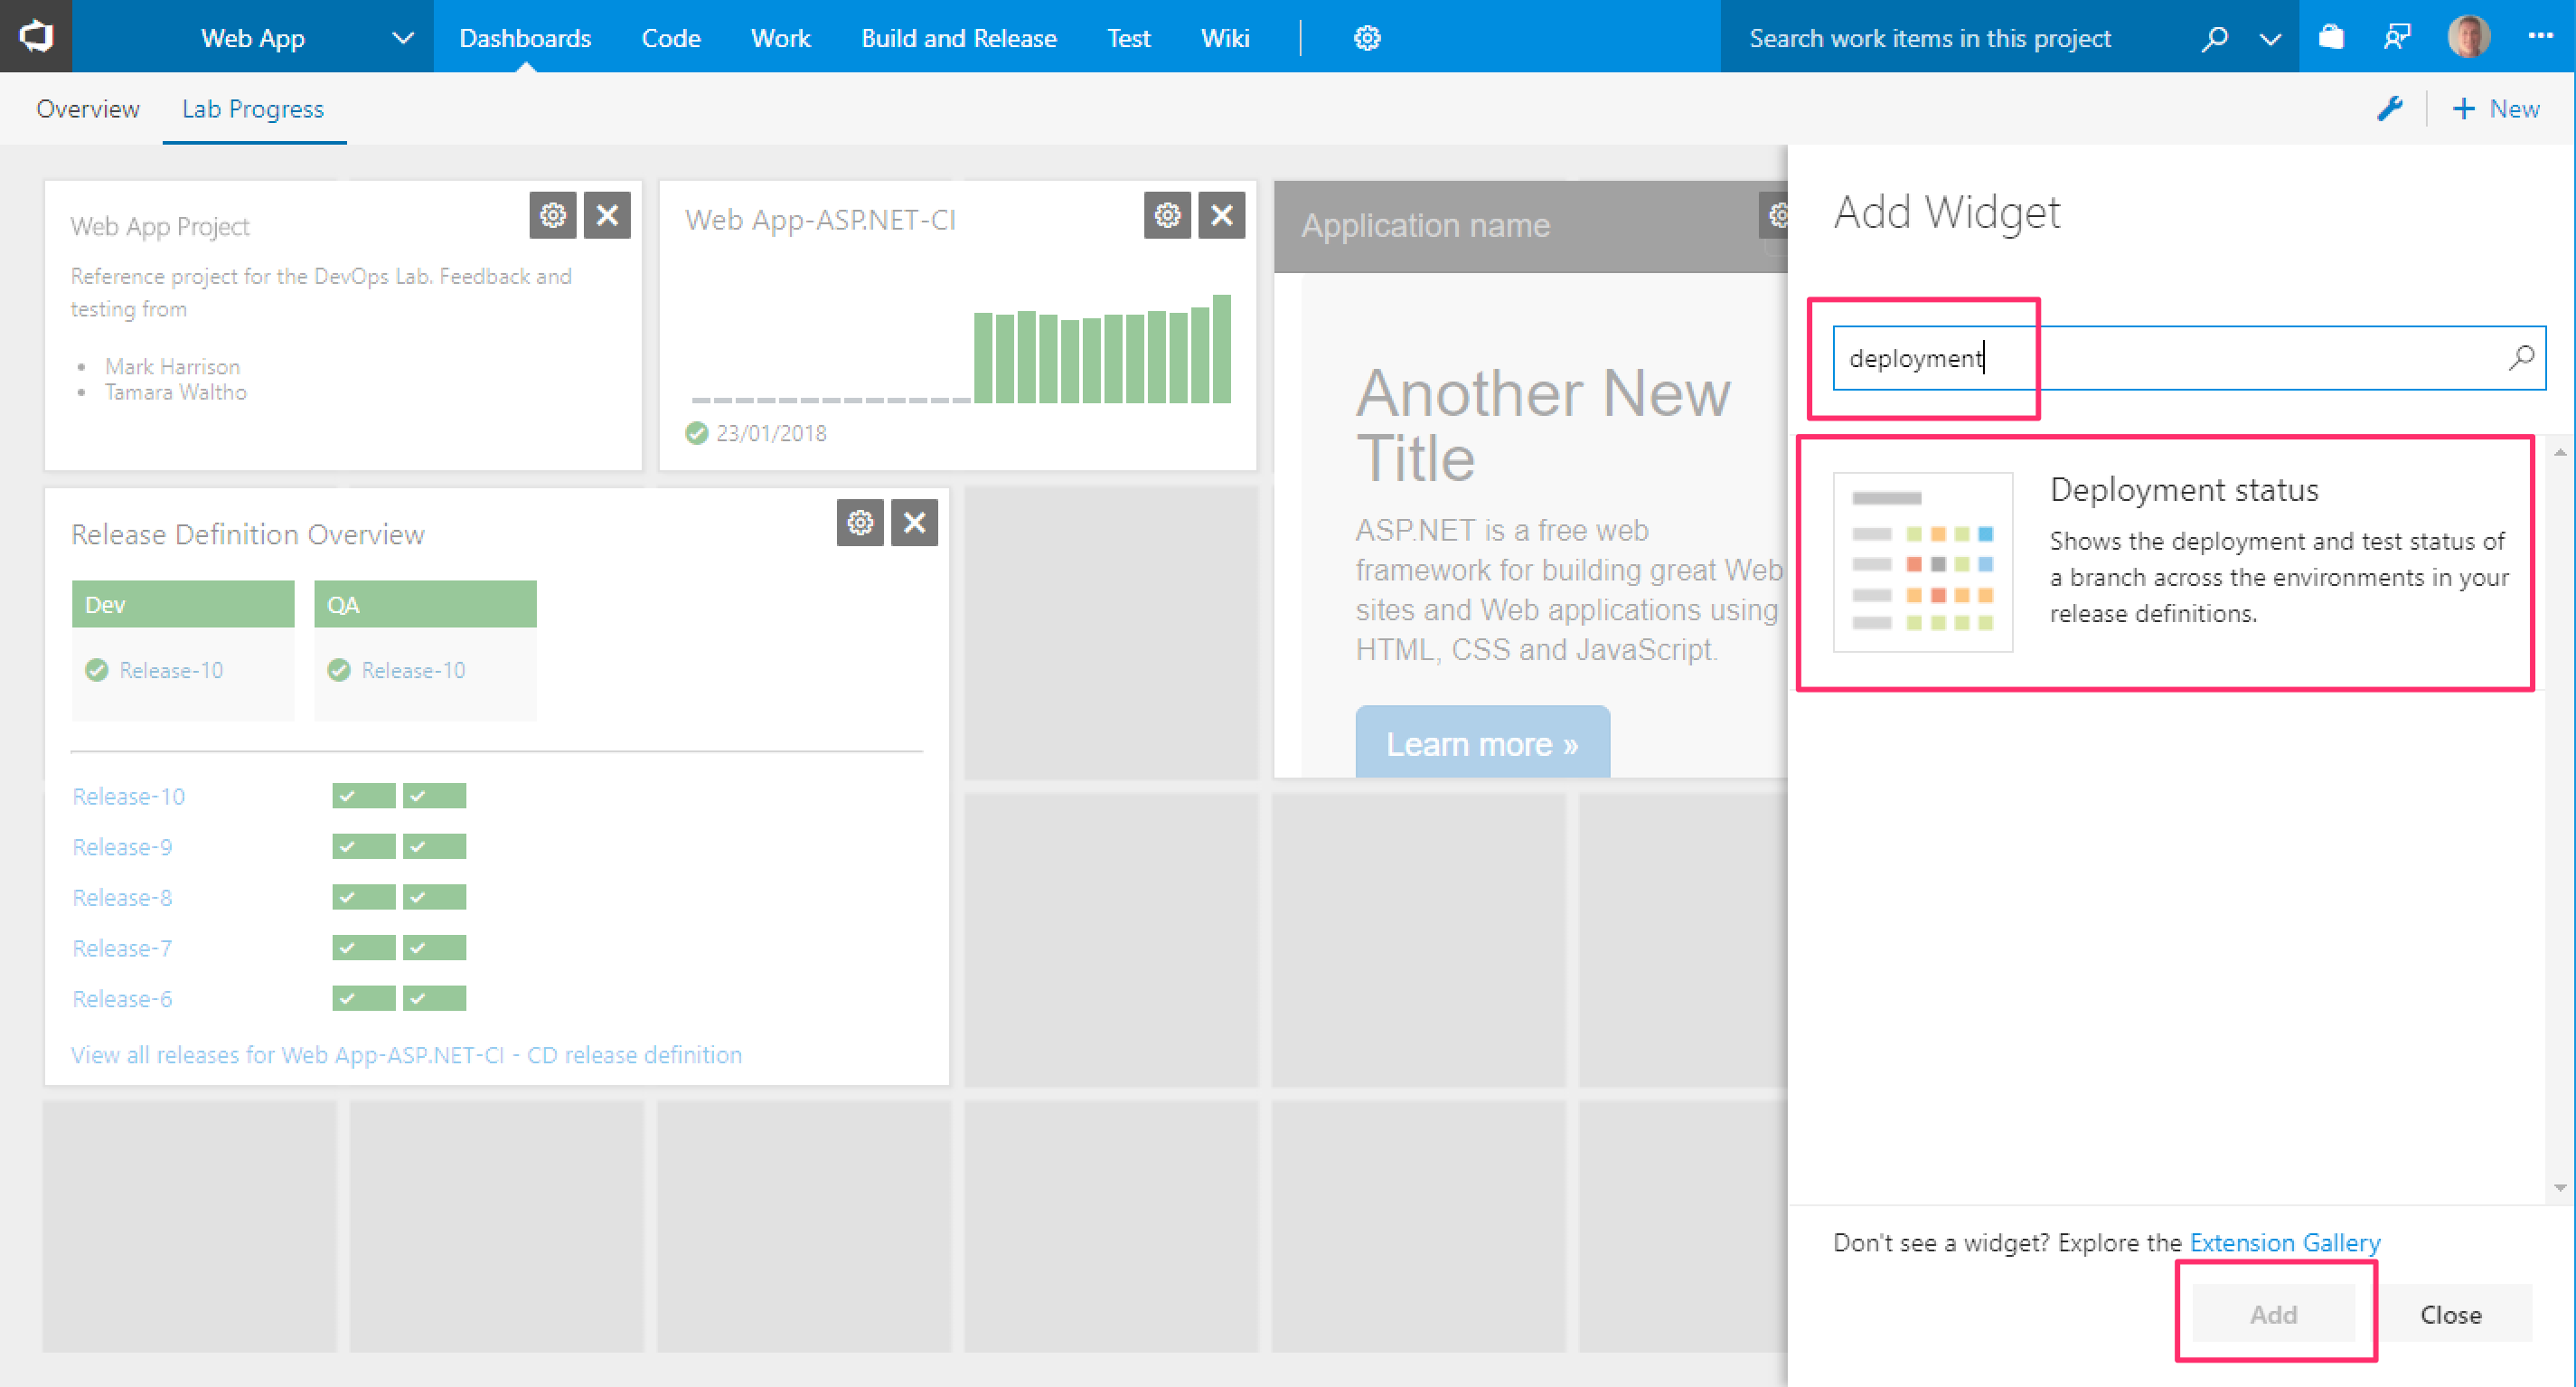 Web App
Dashboards
Code
Work
Build and Release
Test
Wiki
Search work items in this project
Overview
Lab Progress
New
Web App Project
Reference project for the DevOps Lab. Feedback and
testing from
Mark Harrison
Tamara Waltho
Web App-ASP.NET-CI
23/01/2018
Application name
Another New
Title
ASP.NET is a free web
framework for building great Web
sites and Web applications using
HTML, CSS and JavaScript.
Learn more »
Release Definition Overview
Dev
QA
Release-10
Release-10
Release-10
Release-9
Release-8
Release-7
Release-6
View all releases for Web App-ASP.NET-CI - CD release definition
Add Widget
deployment
Deployment status
Shows the deployment and test status of
a branch across the environments in your
release definitions.
Don't see a widget? Explore the Extension Gallery
Add
Close